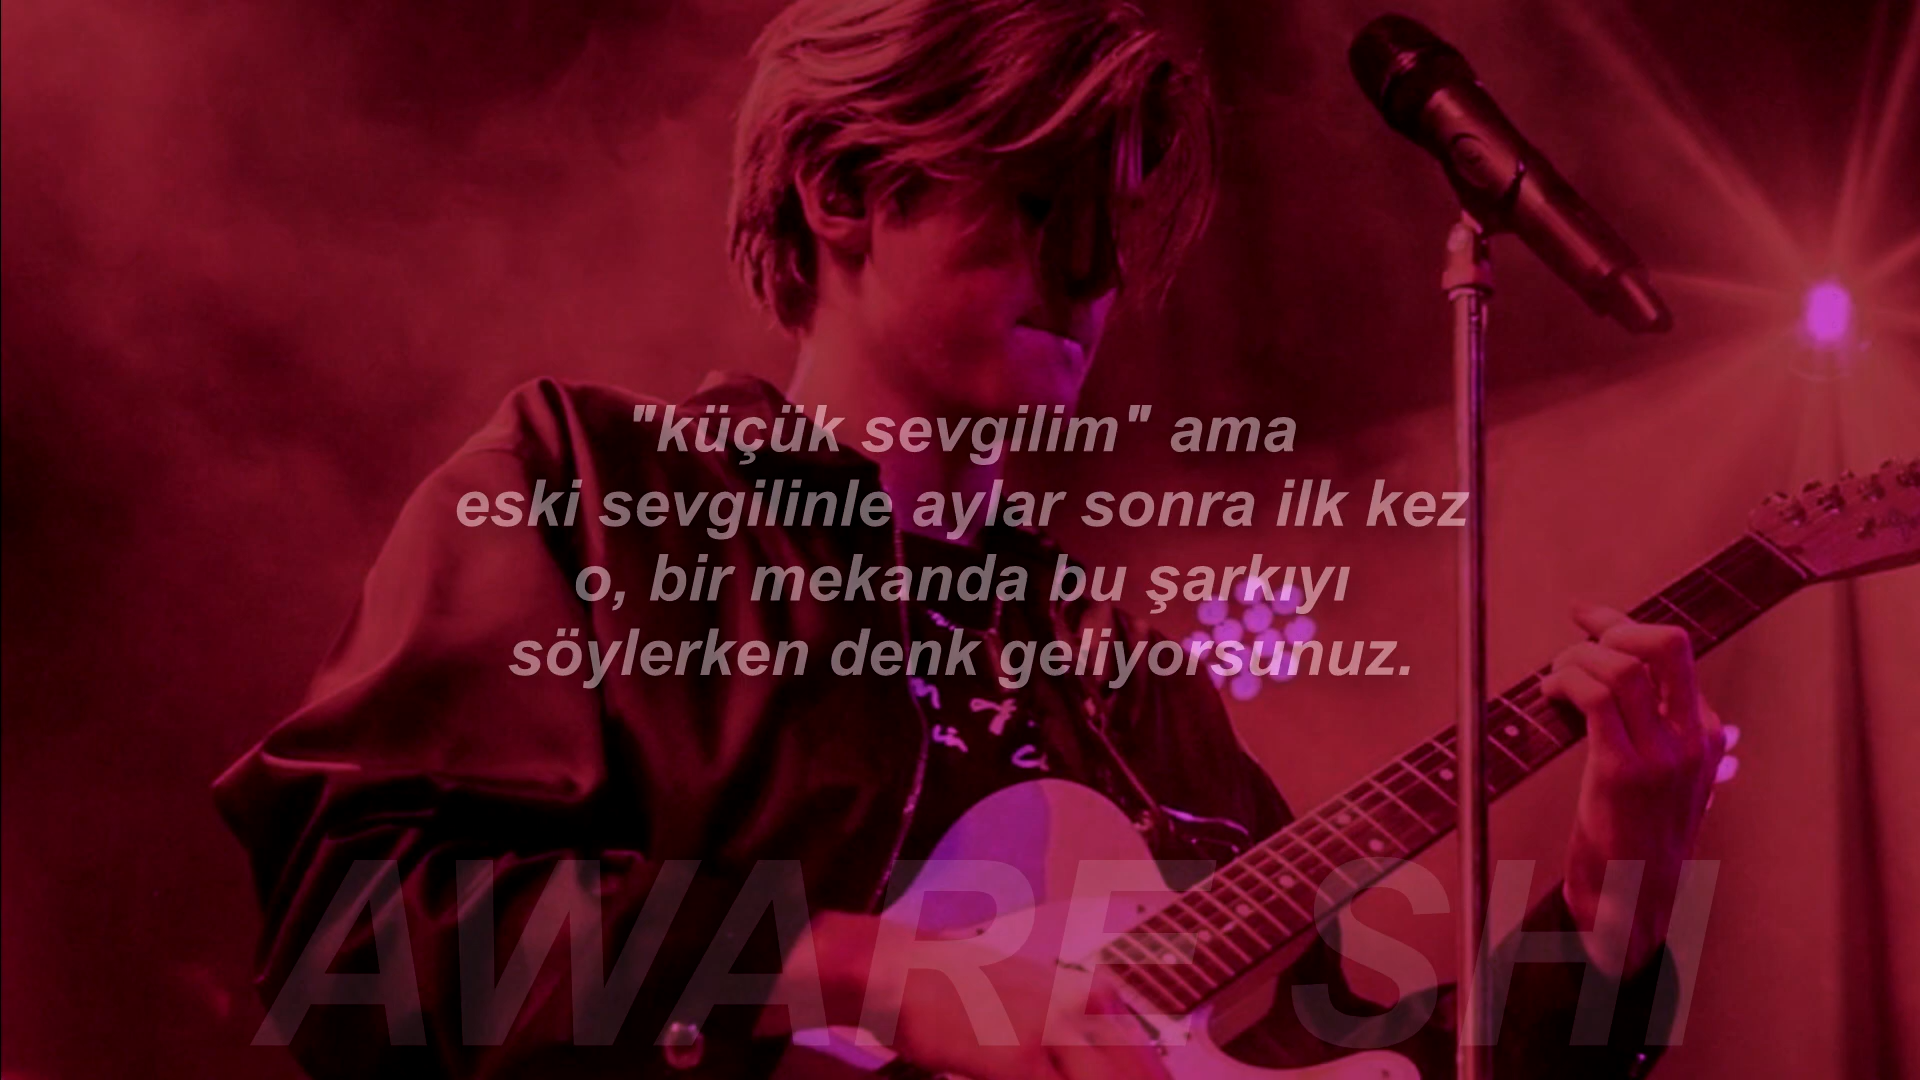 "küçük sevgilim" ama
eski sevgilinle aylar sonra ilk kez
o, bir mekanda bu şarkıyı
söylerken denk geliyorsunuz.
AWARE SHI